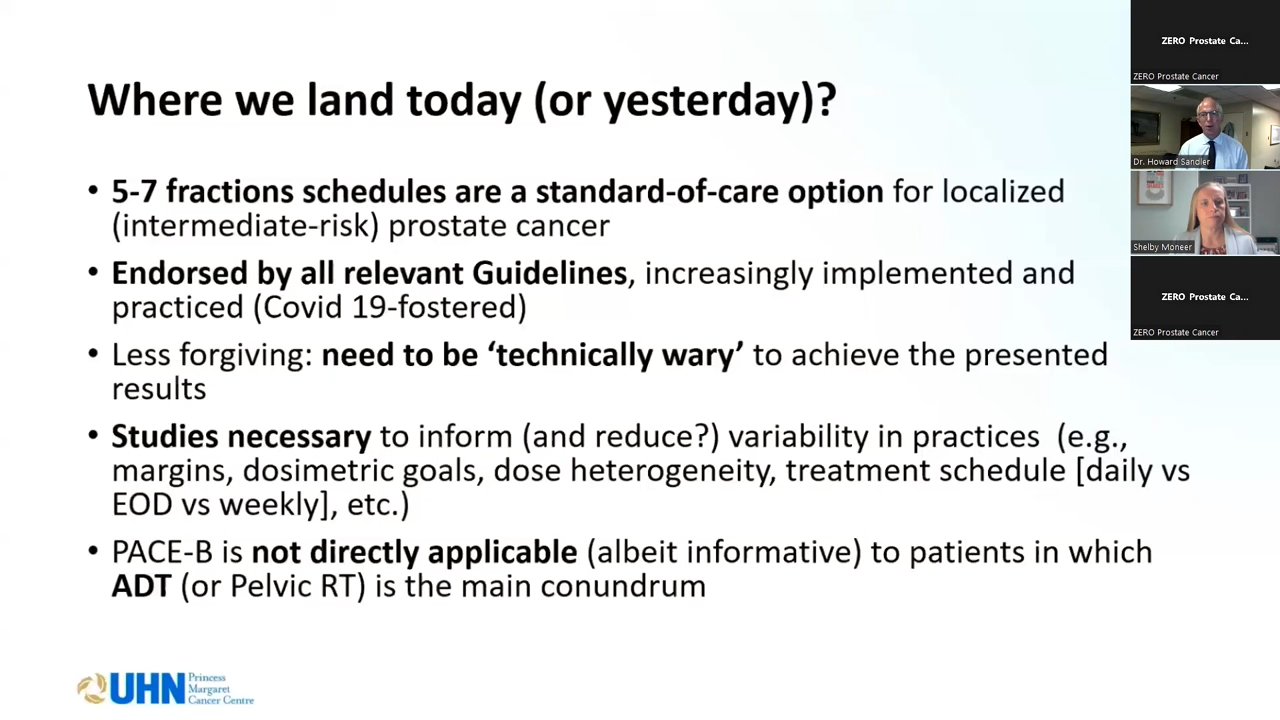 Where we land today (or yesterday)?
• 5-7 fractions schedules are a standard-of-care option for localized
(intermediate-risk) prostate cancer
• Endorsed by all relevant Guidelines, increasingly implemented and
practiced (Covid 19-fostered)
• Less forgiving: need to be ‘technically wary’ to achieve the presented
results
• Studies necessary to inform (and reduce?) variability in practices (e.g.,
margins, dosimetric goals, dose heterogeneity, treatment schedule [daily vs
EOD vs weekly], etc.)
• PACE-B is not directly applicable (albeit informative) to patients in which
ADT (or Pelvic RT) is the main conundrum
UHN
Princess
Margaret
Cancer Centre
ZERO Prostate Ca...
ZERO Prostate Cancer
Dr. Howard Sandler
Shelby Moneer
ZERO Prostate Ca...
ZERO Prostate Cancer